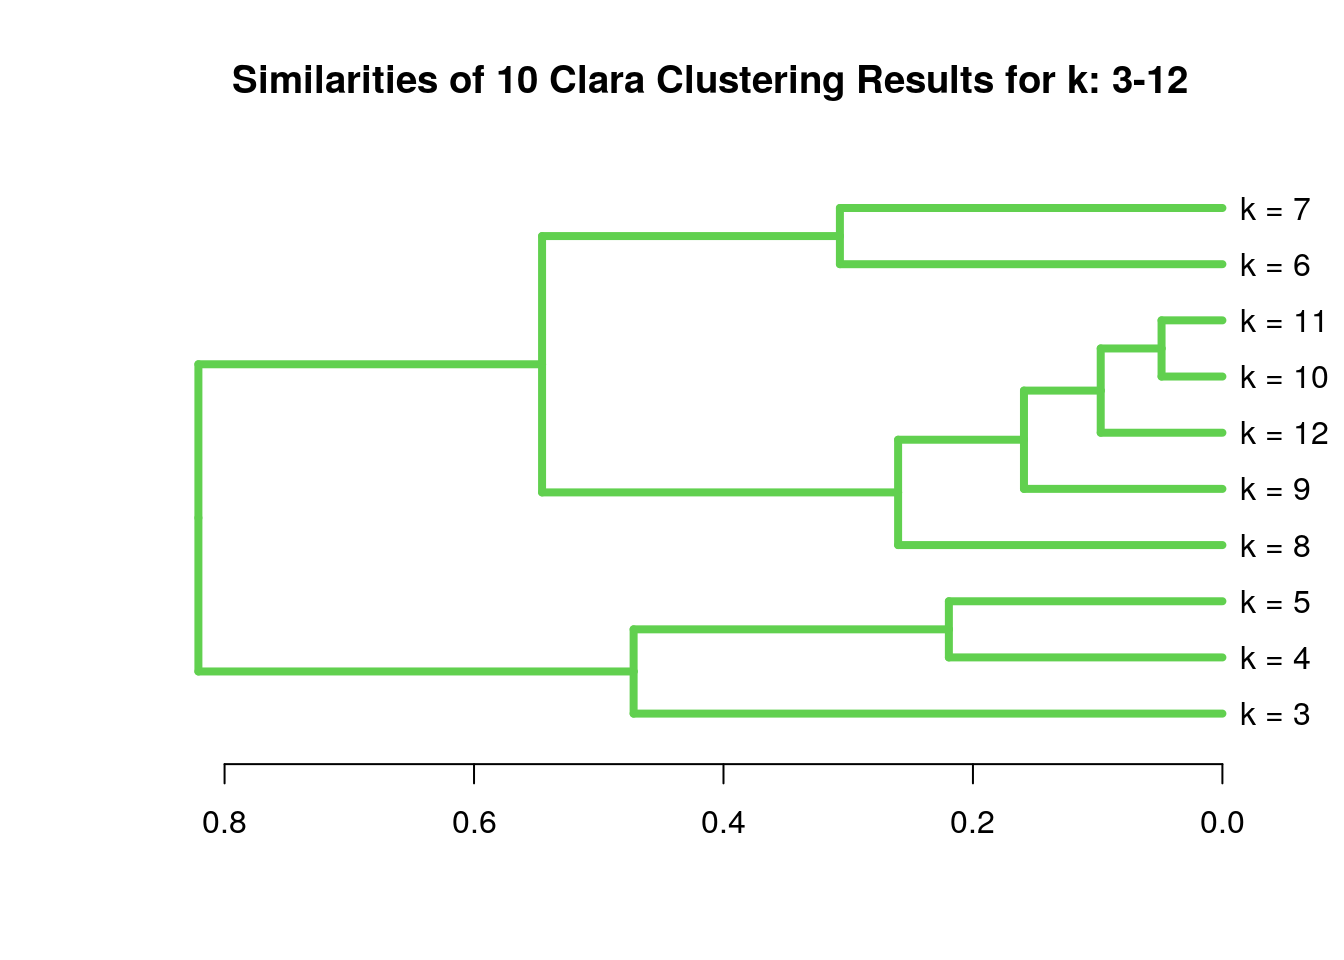 Similarities of 10 Clara Clustering Results for k: 3-12
k = 7
k = 6
k = 11
k = 10
k = 12
k = 9
k = 8
k = 5
k = 4
k = 3
0.8 0.6 0.4 0.2 0.0